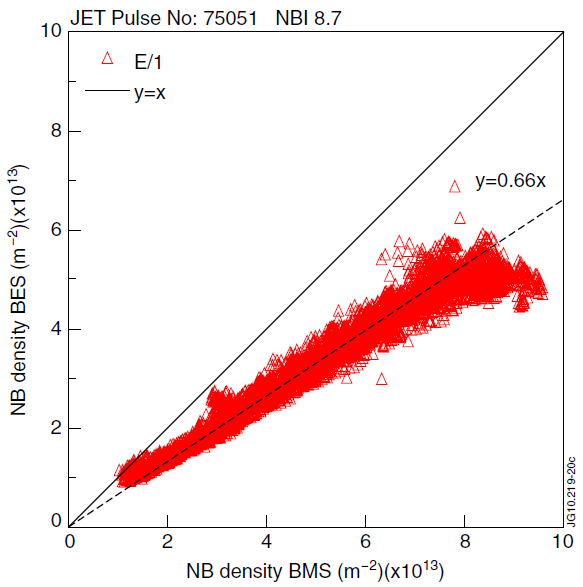 JET Pulse No: 75051 NBI 8.7
10
E/1
y=x
8
y=0.66x
6
4
2
0
0 2 4 6 8 10
NB density BES (m⁻²)(x10¹³)
NB density BMS (m⁻²)(x10¹³)
JG10.219-20c